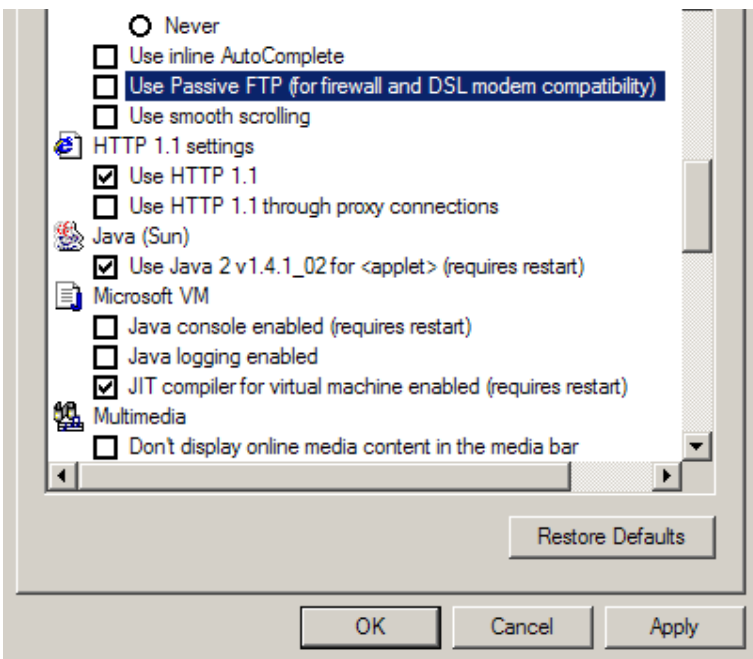 Never
Use inline AutoComplete
Use Passive FTP (for firewall and DSL modem compatibility)
Use smooth scrolling
HTTP 1.1 settings
Use HTTP 1.1
Use HTTP 1.1 through proxy connections
Java (Sun)
Use Java 2 v1.4.1_02 for <applet> (requires restart)
Microsoft VM
Java console enabled (requires restart)
Java logging enabled
JIT compiler for virtual machine enabled (requires restart)
Multimedia
Don't display online media content in the media bar
Restore Defaults
OK Cancel Apply